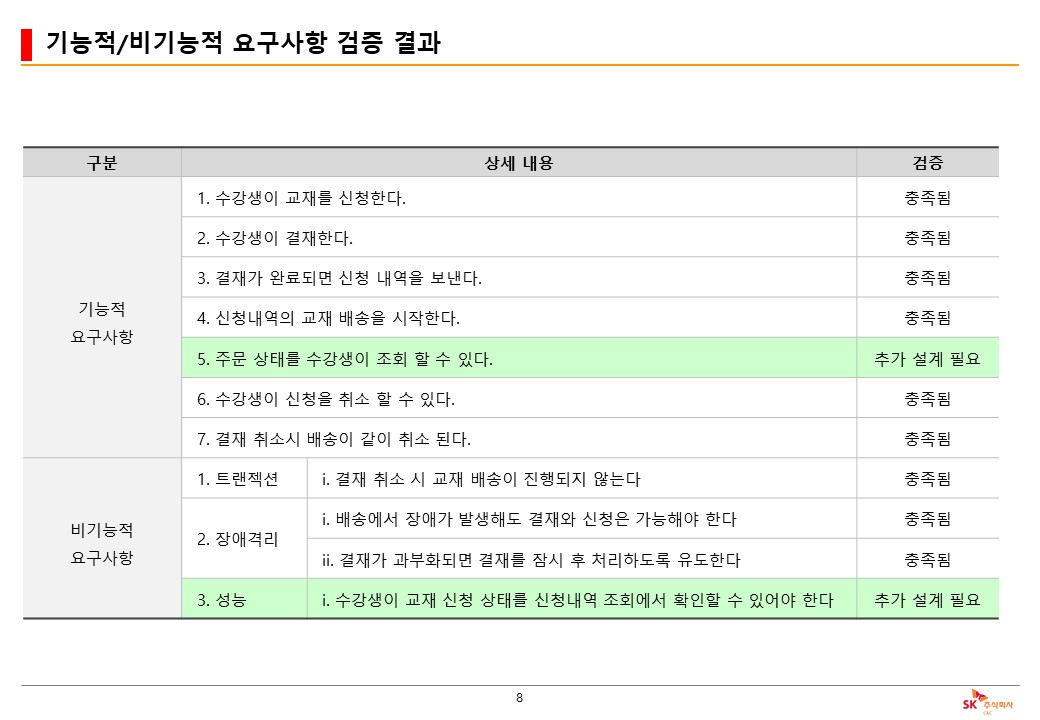 기능적/비기능적 요구사항 검증 결과
구분 상세 내용 검증
기능적
요구사항
1. 수강생이 교재를 신청한다. 충족됨
2. 수강생이 결재한다. 충족됨
3. 결재가 완료되면 신청 내역을 보낸다. 충족됨
4. 신청내역의 교재 배송을 시작한다. 충족됨
5. 주문 상태를 수강생이 조회 할 수 있다. 추가 설계 필요
6. 수강생이 신청을 취소 할 수 있다. 충족됨
7. 결재 취소시 배송이 같이 취소 된다. 충족됨
비기능적
요구사항
1. 트랜젝션 i. 결재 취소 시 교재 배송이 진행되지 않는다 충족됨
2. 장애격리
i. 배송에서 장애가 발생해도 결재와 신청은 가능해야 한다 충족됨
ii. 결재가 과부화되면 결재를 잠시 후 처리하도록 유도한다 충족됨
3. 성능 i. 수강생이 교재 신청 상태를 신청내역 조회에서 확인할 수 있어야 한다 추가 설계 필요
8
SK 주식회사
C&C